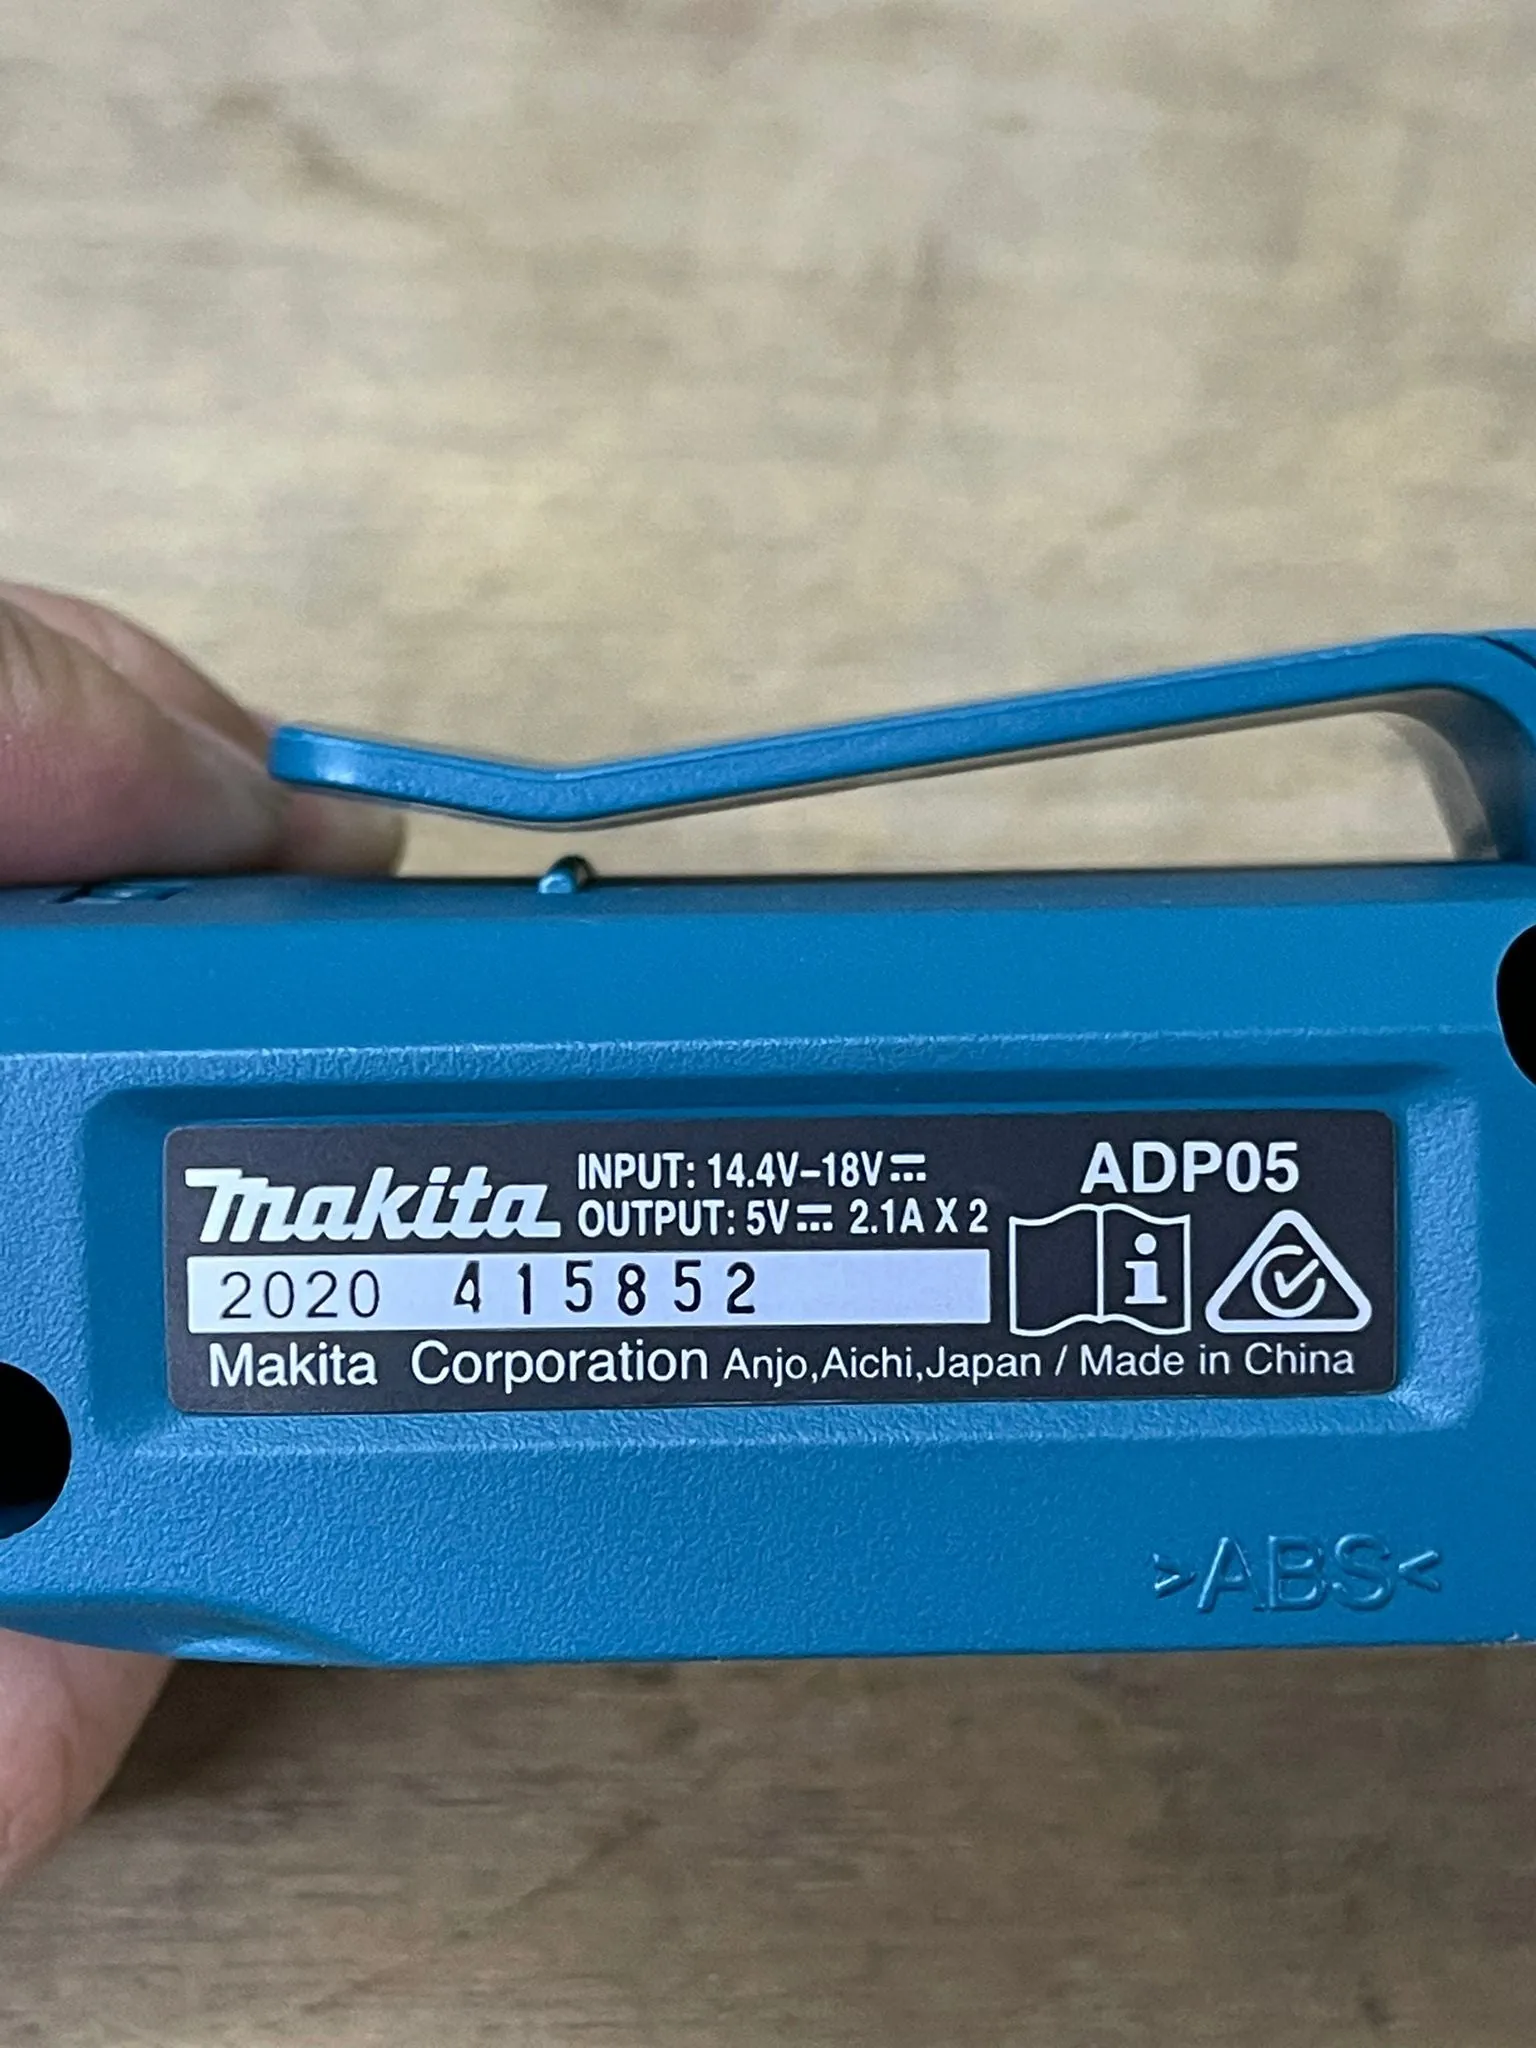 makita
INPUT: 14.4V–18V⎓
OUTPUT: 5V⎓ 2.1A X 2
ADP05
2020 415852
Makita Corporation Anjo,Aichi,Japan / Made in China
>ABS<